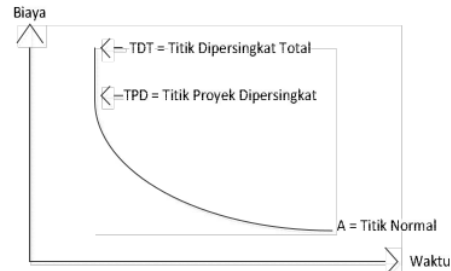 Biaya
TDT = Titik Dipersingkat Total
TPD = Titik Proyek Dipersingkat
A = Titik Normal
Waktu